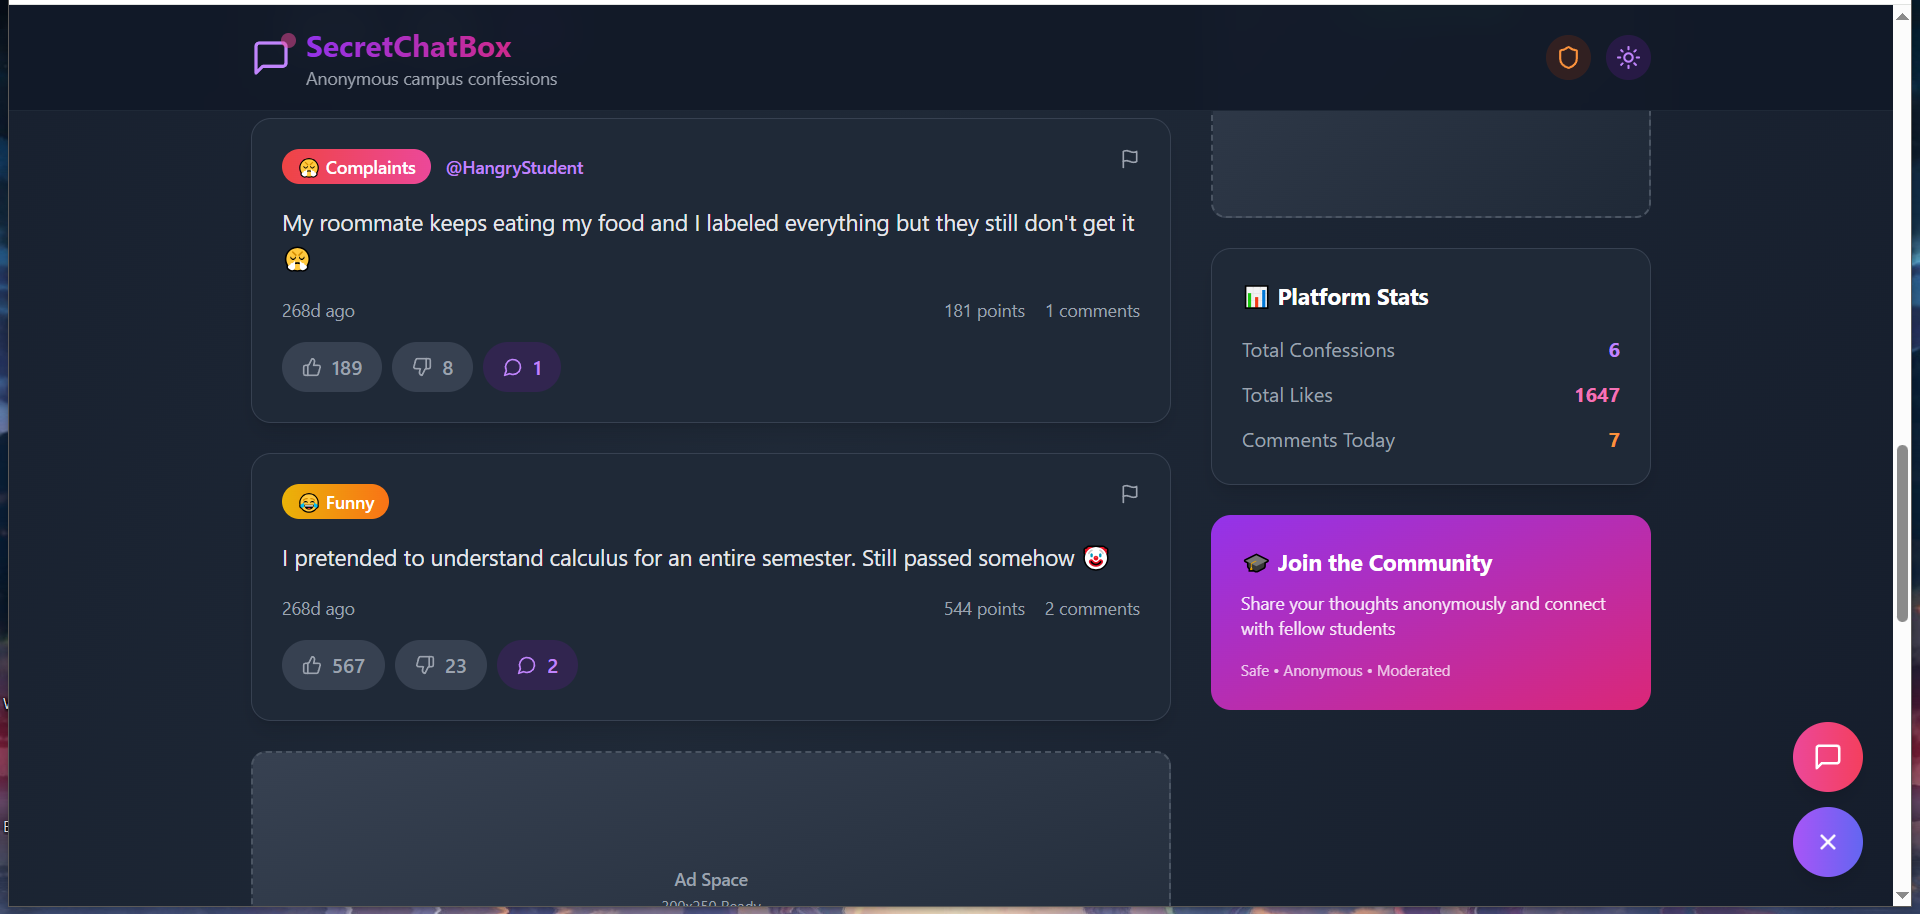 SecretChatBox
Anonymous campus confessions
Complaints @HangryStudent
My roommate keeps eating my food and I labeled everything but they still don't get it
😤
268d ago 181 points 1 comments
189 8 1
Funny
I pretended to understand calculus for an entire semester. Still passed somehow 🤡
268d ago 544 points 2 comments
567 23 2
Ad Space
Platform Stats
Total Confessions 6
Total Likes 1647
Comments Today 7
Join the Community
Share your thoughts anonymously and connect
with fellow students
Safe • Anonymous • Moderated